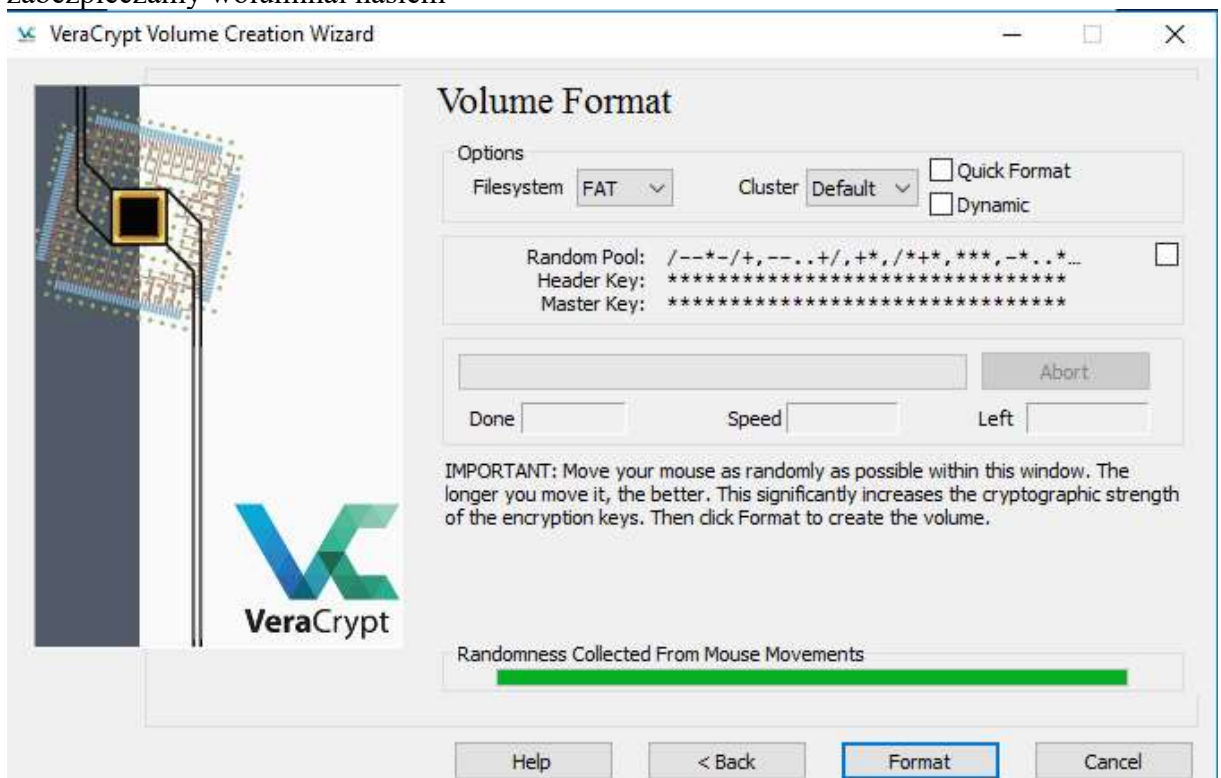 zabezpieczamy woluminał hasłem
VeraCrypt Volume Creation Wizard
Volume Format
Options
Filesystem FAT Cluster Default Quick Format
Dynamic
Random Pool: /--*-/+,--..+/,+*,/*+*,***,-*..*...
Header Key: ********************************
Master Key: ********************************
Abort
Done Speed Left
IMPORTANT: Move your mouse as randomly as possible within this window. The
longer you move it, the better. This significantly increases the cryptographic strength
of the encryption keys. Then click Format to create the volume.
VeraCrypt
Randomness Collected From Mouse Movements
Help < Back Format Cancel